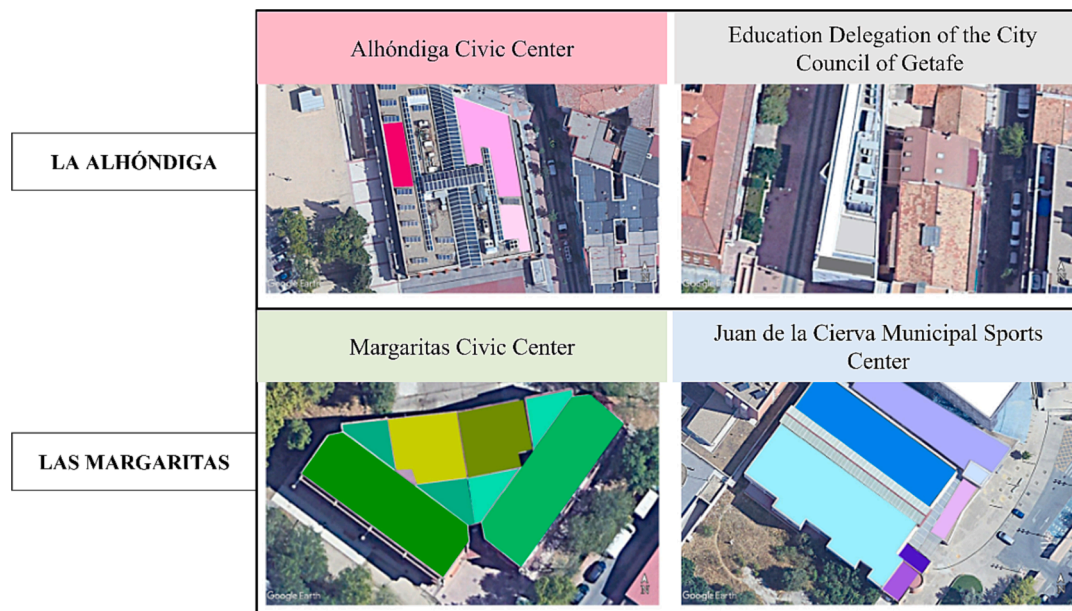 Alhóndiga Civic Center
Education Delegation of the City
Council of Getafe
LA ALHÓNDIGA
Google Earth
Google Earth
Margaritas Civic Center
Juan de la Cierva Municipal Sports
Center
LAS MARGARITAS
Google Earth
Google Earth